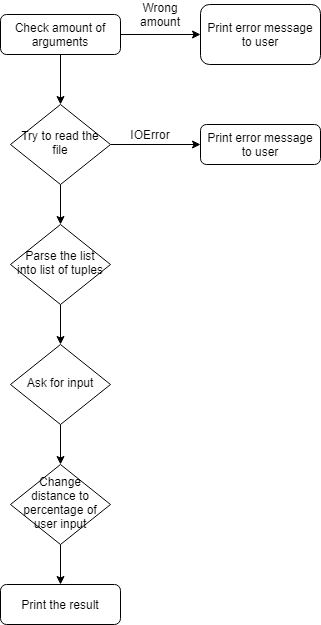 Wrong
amount
Check amount of
arguments
Print error message
to user
Try to read the
file
IOError
Print error message
to user
Parse the list
into list of tuples
Ask for input
Change
distance to
percentage of
user input
Print the result